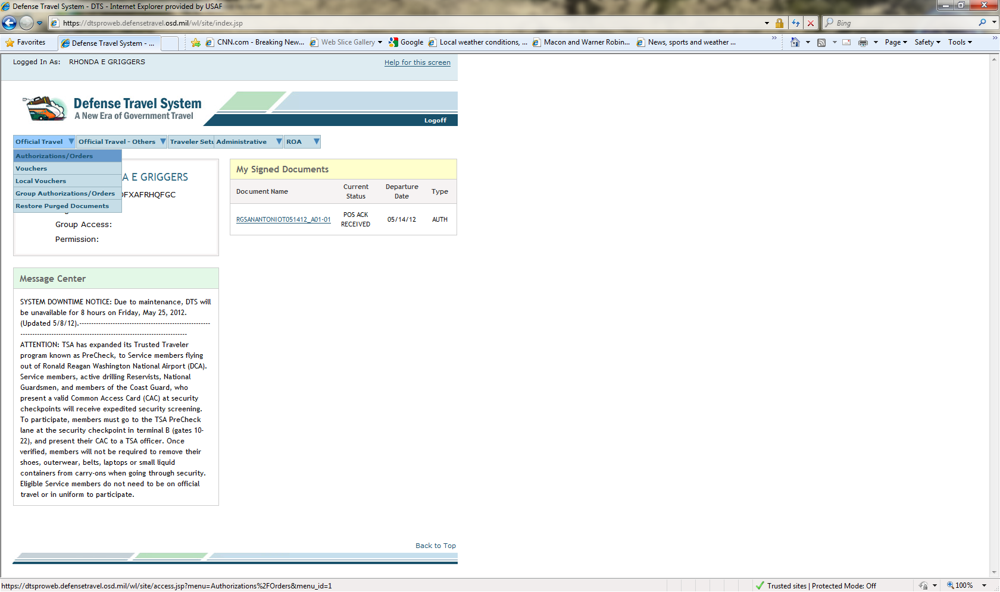 Defense Travel System - DTS - Internet Explorer provided by USAF
https://dtsproweb.defensetravel.osd.mil/wl/site/index.jsp
Bing
Favorites
Defense Travel System - ...
CNN.com - Breaking New...
Web Slice Gallery
Google
Local weather conditions, ...
Macon and Warner Robin...
News, sports and weather ...
Page
Safety
Tools
Logged In As: RHONDA E GRIGGERS
Help for this screen
Defense Travel System
A New Era of Government Travel
Logoff
Official Travel
Official Travel - Others
Traveler Setu
Administrative
ROA
Authorizations/Orders
Vouchers
Local Vouchers
Group Authorizations/Orders
Restore Purged Documents
A E GRIGGERS
FXAFRHQFGC
Group Access:
Permission:
My Signed Documents
Document Name
Current Status
Departure Date
Type
RGSANANTONIOT051412_A01-01
POS ACK RECEIVED
05/14/12
AUTH
Message Center
SYSTEM DOWNTIME NOTICE: Due to maintenance, DTS will
be unavailable for 8 hours on Friday, May 25, 2012.
(Updated 5/8/12).-------------------------------------------------------
----------------------------------------------------------------------
ATTENTION: TSA has expanded its Trusted Traveler
program known as PreCheck, to Service members flying
out of Ronald Reagan Washington National Airport (DCA).
Service members, active drilling Reservists, National
Guardsmen, and members of the Coast Guard, who
present a valid Common Access Card (CAC) at security
checkpoints will receive expedited security screening.
To participate, members must go to the TSA PreCheck
lane at the security checkpoint in terminal B (gates 10-
22), and present their CAC to a TSA officer. Once
verified, members will not be required to remove their
shoes, outerwear, belts, laptops or small liquid
containers from carry-ons when going through security.
Eligible Service members do not need to be on official
travel or in uniform to participate.
Back to Top
https://dtsproweb.defensetravel.osd.mil/wl/site/access.jsp?menu=Authorizations%2FOrders&menu_id=1
Trusted sites | Protected Mode: Off
100%